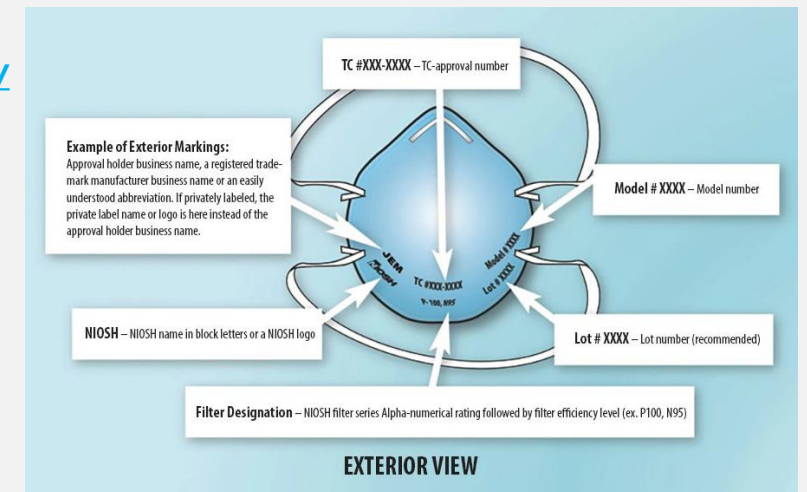 y
TC #XXX-XXXX – TC-approval number
Example of Exterior Markings:
Approval holder business name, a registered trade-
mark manufacturer business name or an easily
understood abbreviation. If privately labeled, the
private label name or logo is here instead of the
approval holder business name.
Model # XXXX – Model number
JEM
NIOSH
TC #XXX-XXXX
P-100, N95
Model # XXXX
Lot # XXXX
NIOSH – NIOSH name in block letters or a NIOSH logo
Lot # XXXX – Lot number (recommended)
Filter Designation – NIOSH filter series Alpha-numerical rating followed by filter efficiency level (ex. P100, N95)
EXTERIOR VIEW